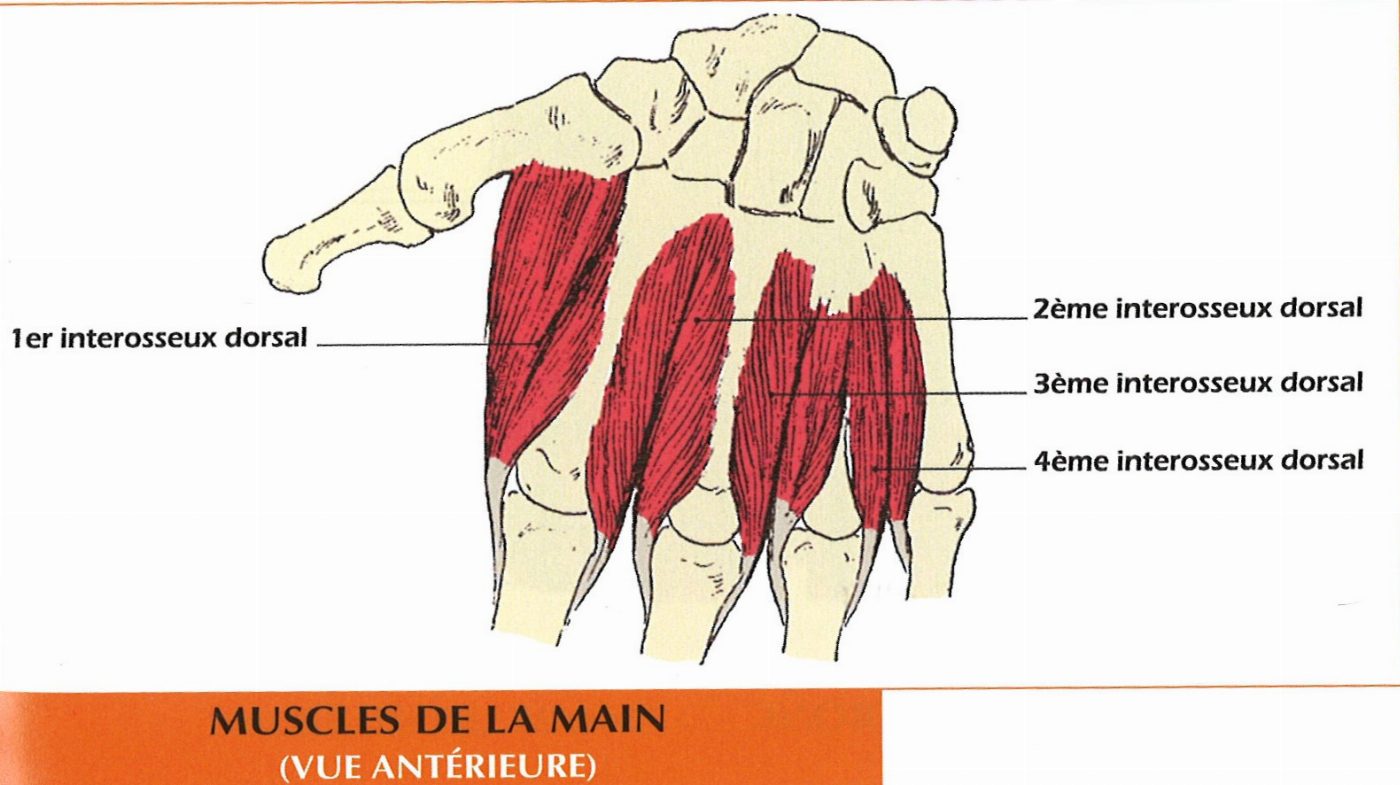 1er interosseux dorsal
2ème interosseux dorsal
3ème interosseux dorsal
4ème interosseux dorsal
MUSCLES DE LA MAIN
(VUE ANTÉRIEURE)